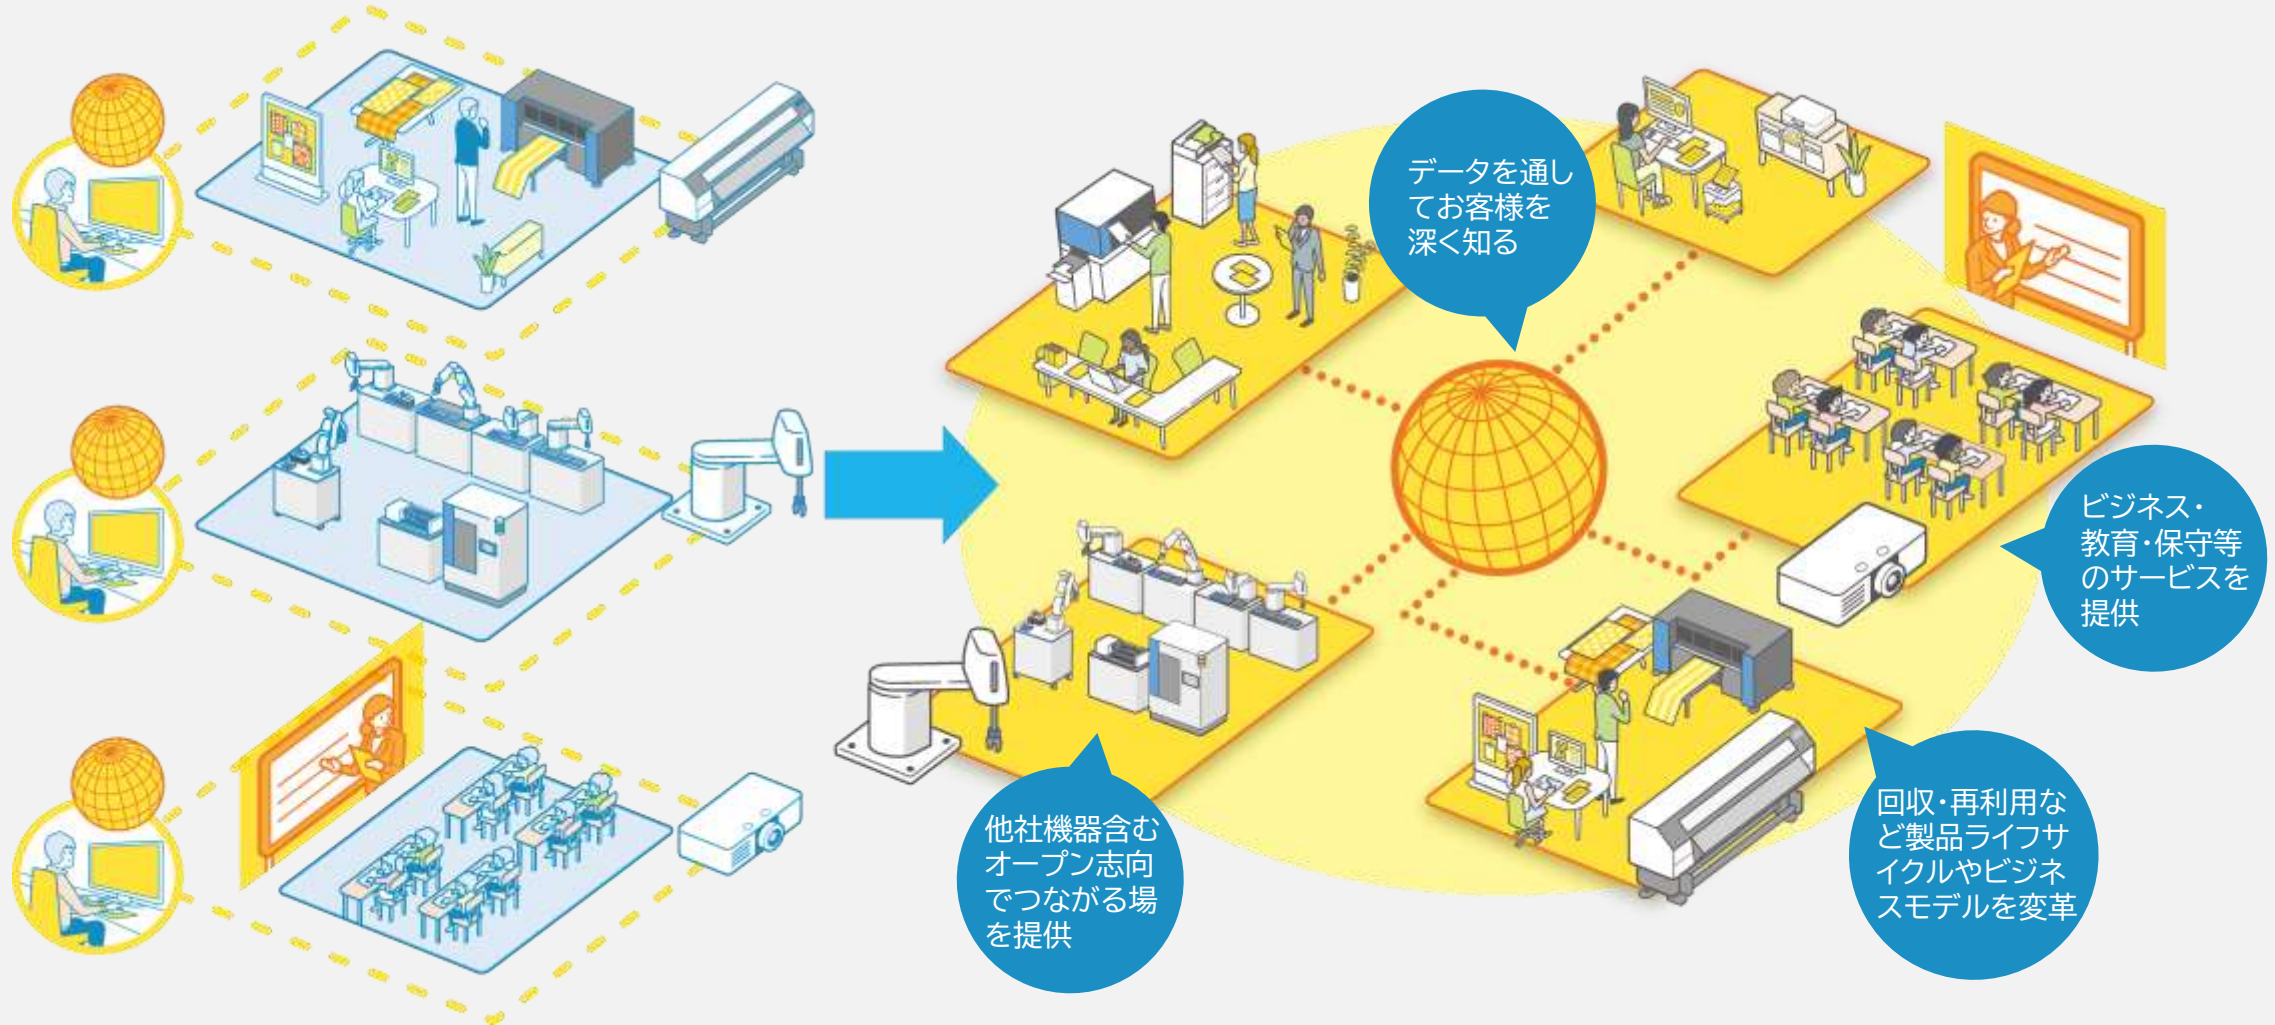 データを通し
てお客様を
深く知る
ビジネス・
教育・保守等
のサービスを
提供
他社機器含む
オープン志向
でつながる場
を提供
回収・再利用な
ど製品ライフサ
イクルやビジネ
スモデルを変革